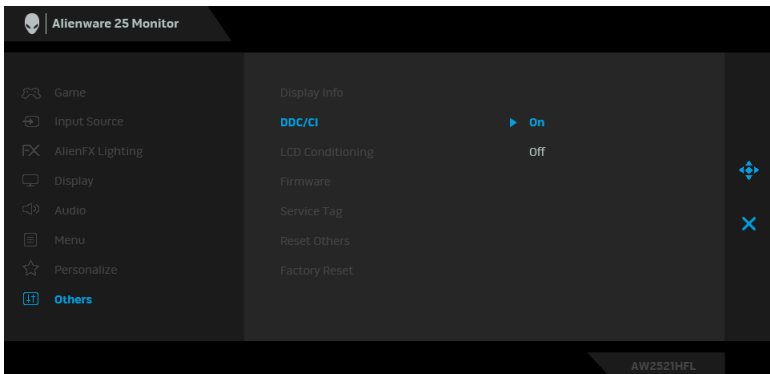 Alienware 25 Monitor
Game
Input Source
AlienFX Lighting
Display
Audio
Menu
Personalize
Others
Display Info
DDC/CI On
LCD Conditioning Off
Firmware
Service Tag
Reset Others
Factory Reset
AW2521HFL